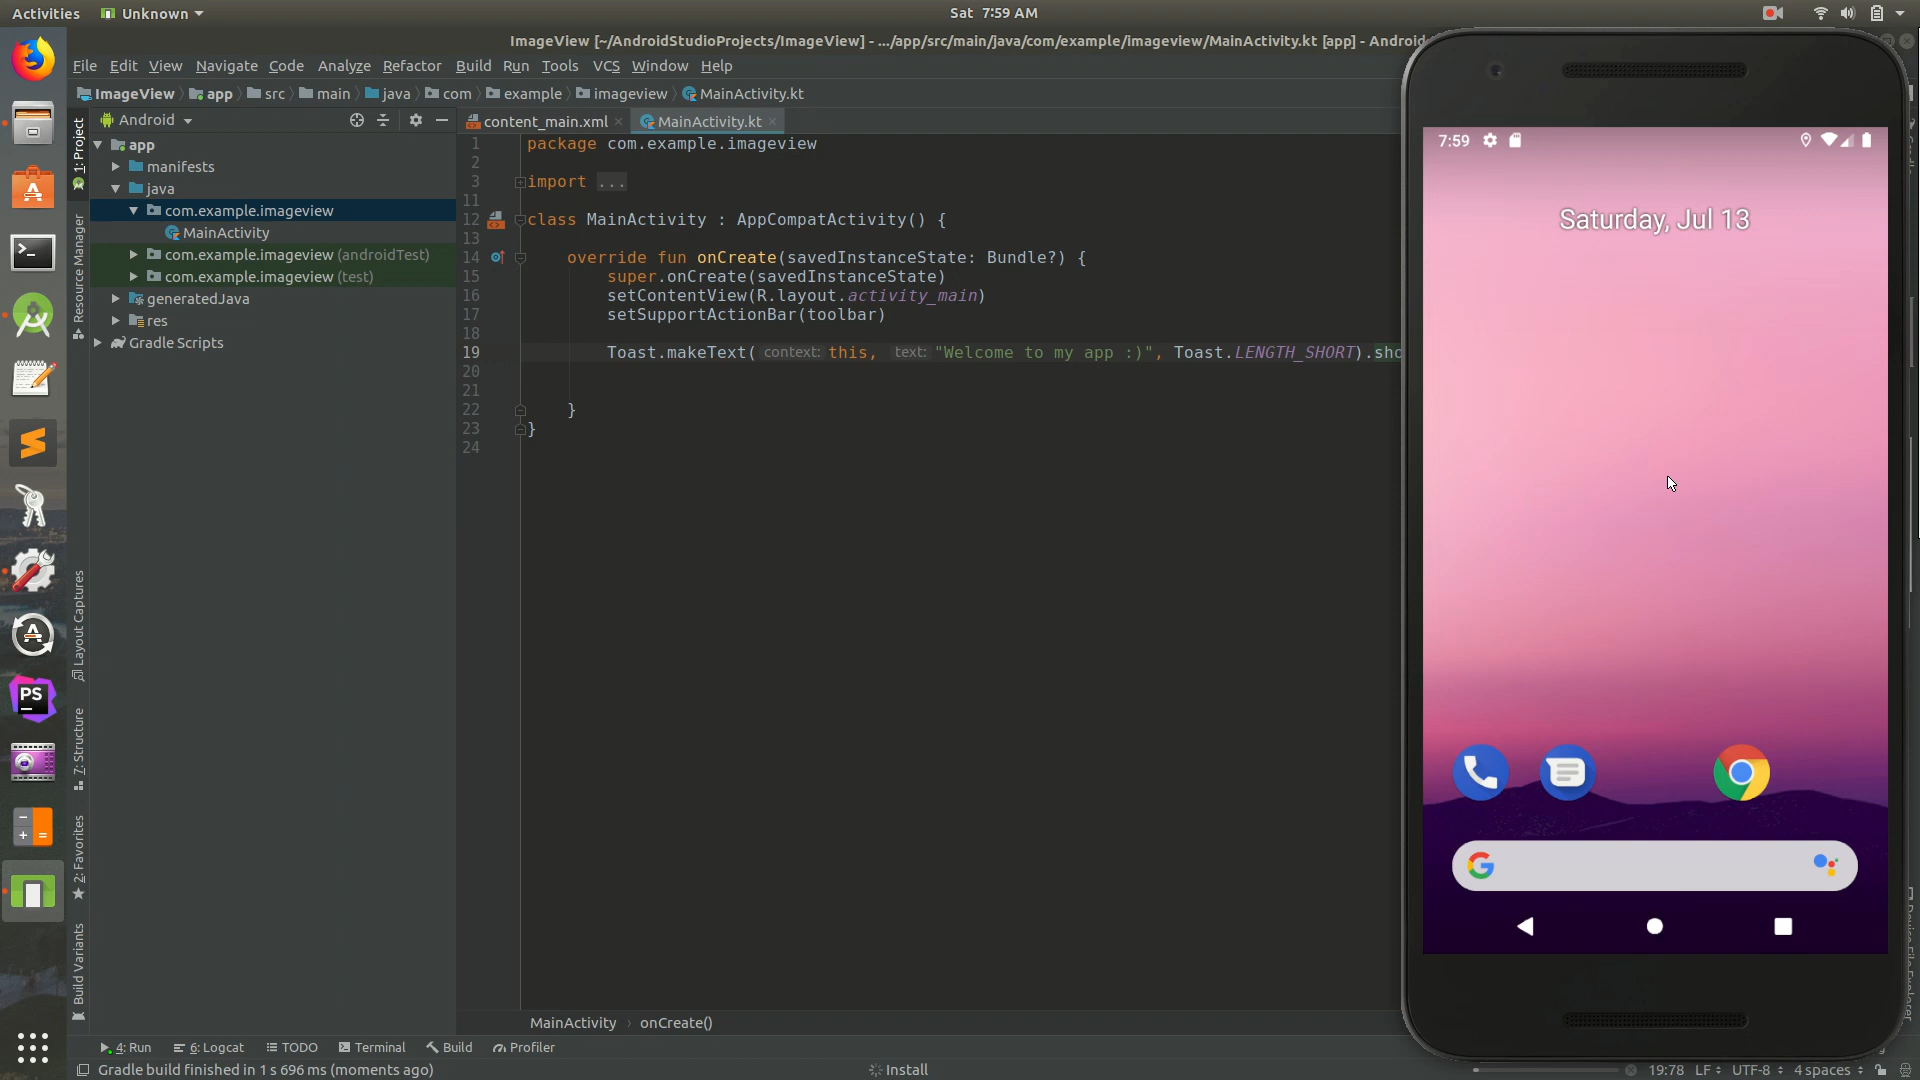 Activities Unknown Sat 7:59 AM
ImageView [~/AndroidStudioProjects/ImageView] - .../app/src/main/java/com/example/imageview/MainActivity.kt [app] - Android
File Edit View Navigate Code Analyze Refactor Build Run Tools VCS Window Help
ImageView app src main java com example imageview MainActivity.kt
Android
content_main.xml MainActivity.kt
1: Project
Resource Manager
Layout Captures
7: Structure
2: Favorites
Build Variants
app
manifests
java
com.example.imageview
MainActivity
com.example.imageview (androidTest)
com.example.imageview (test)
generatedJava
res
Gradle Scripts
PS
1 package com.example.imageview
2
3 import ...
11
12 class MainActivity : AppCompatActivity() {
13
14 override fun onCreate(savedInstanceState: Bundle?) {
15 super.onCreate(savedInstanceState)
16 setContentView(R.layout.activity_main)
17 setSupportActionBar(toolbar)
18
19 Toast.makeText( context: this, text: "Welcome to my app :)", Toast.LENGTH_SHORT).sho
20
21
22 }
23 }
24
MainActivity › onCreate()
4: Run 6: Logcat TODO Terminal Build Profiler
Gradle build finished in 1 s 696 ms (moments ago) Install 19:78 LF UTF-8 4 spaces
7:59
Saturday, Jul 13